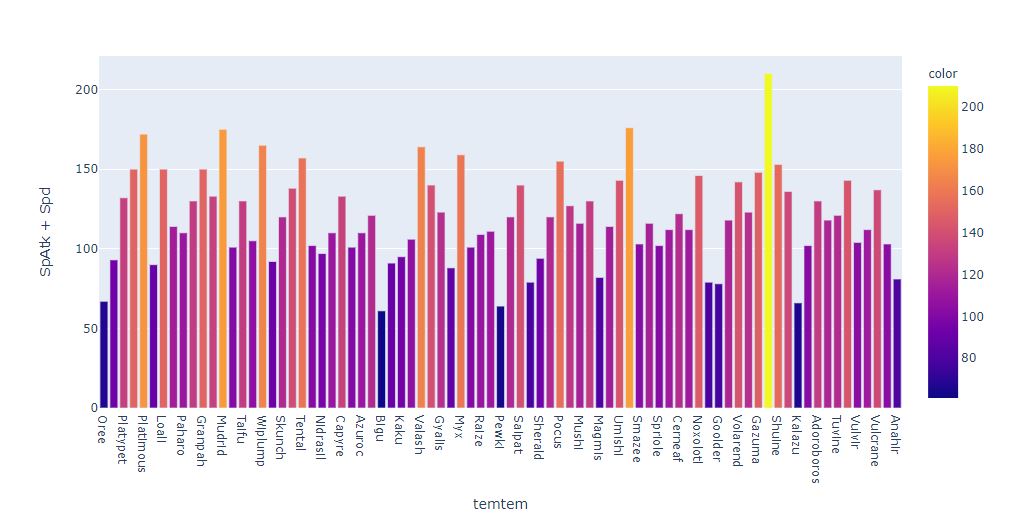 color
200
150
100
50
0
SpAtk + Spd
200
180
160
140
120
100
80
Oree
Platypet
Platimous
Loali
Paharo
Granpah
Mudrid
Taifu
Wiplump
Skunch
Tental
Nidrasil
Capyre
Azuroc
Bigu
Kaku
Valash
Gyalis
Myx
Raize
Pewki
Saipat
Sherald
Pocus
Mushi
Magmis
Umishi
Smazee
Spriole
Cerneaf
Noxolotl
Goolder
Volarend
Gazuma
Shuine
Kalazu
Adoroboros
Tuvine
Vulvir
Vulcrane
Anahir
temtem